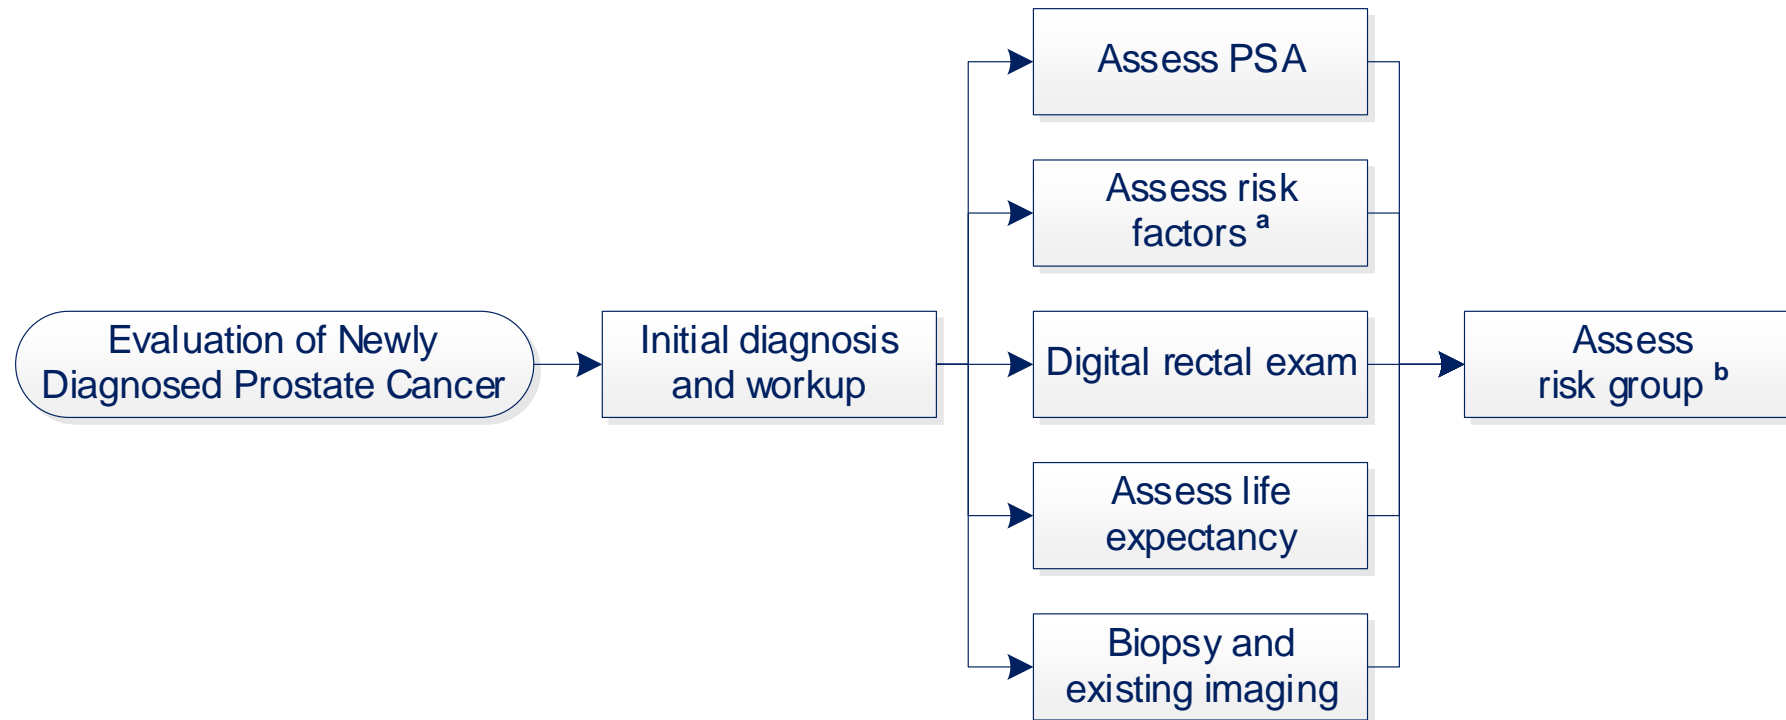 Evaluation of Newly
Diagnosed Prostate Cancer
Initial diagnosis
and workup
Assess PSA
Assess risk
factors a
Digital rectal exam
Assess life
expectancy
Biopsy and
existing imaging
Assess
risk group b